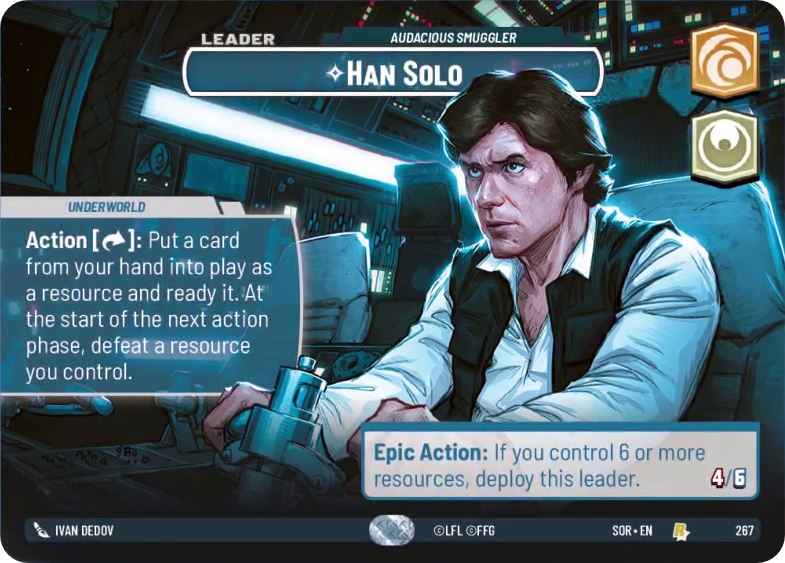 LEADER
AUDACIOUS SMUGGLER
HAN SOLO
UNDERWORLD
Action [ ]: Put a card
from your hand into play as
a resource and ready it. At
the start of the next action
phase, defeat a resource
you control.
Epic Action: If you control 6 or more
resources, deploy this leader.
4/6
IVAN DEDOV
©LFL ©FFG
SOR • EN
R
267